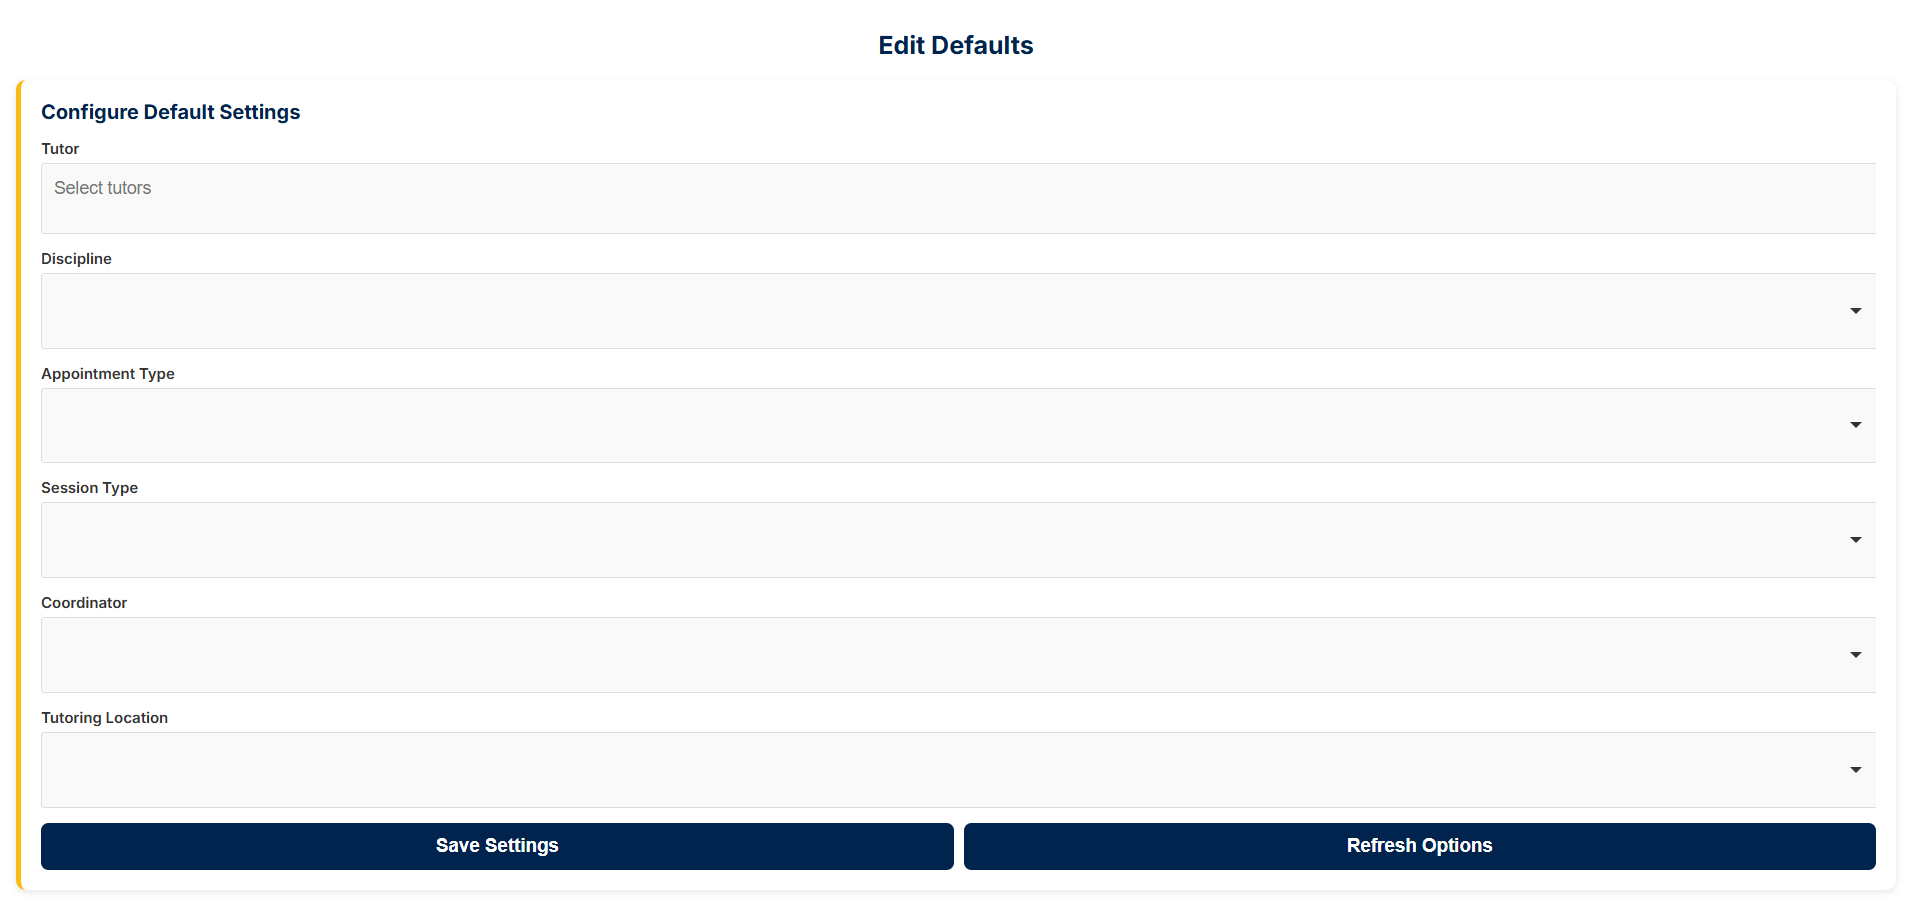 Edit Defaults
Configure Default Settings
Tutor
Select tutors
Discipline
Appointment Type
Session Type
Coordinator
Tutoring Location
Save Settings
Refresh Options